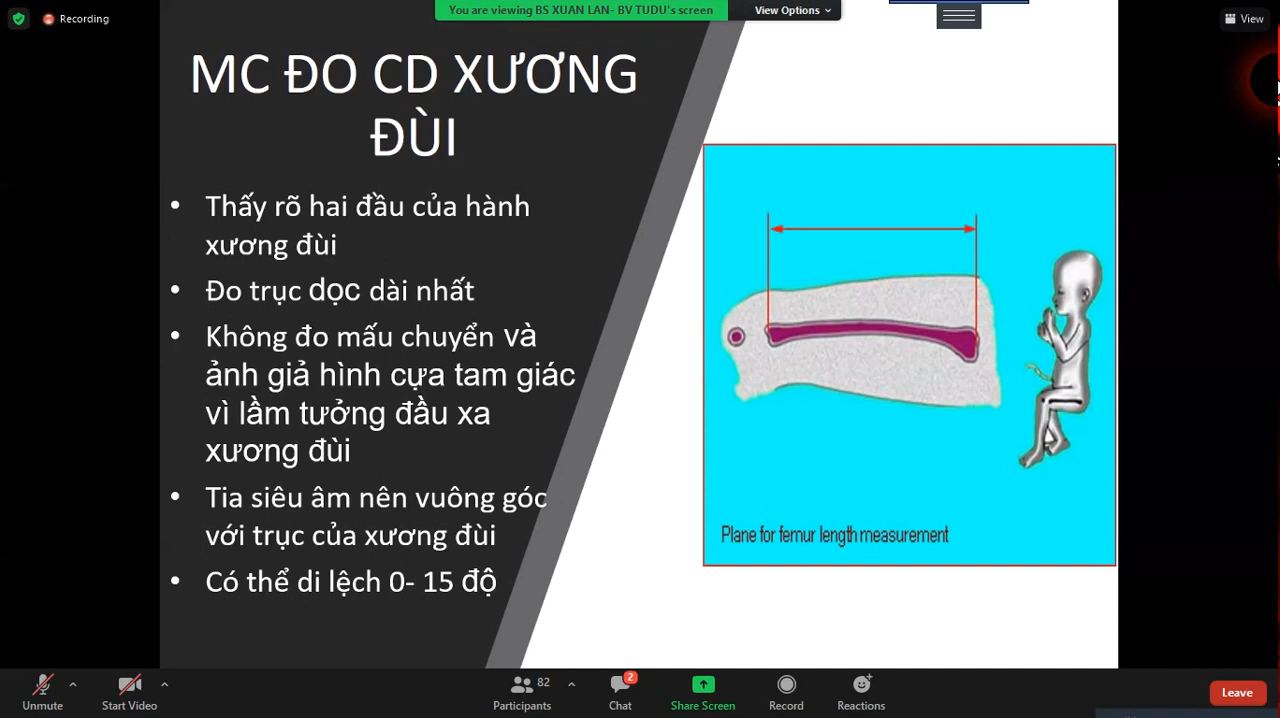 You are viewing BS XUAN LAN- BV TUDU's screen
View Options
Recording
View
MC ĐO CD XƯƠNG
ĐÙI
• Thấy rõ hai đầu của hành
xương đùi
• Đo trục dọc dài nhất
• Không đo mấu chuyển và
ảnh giả hình cựa tam giác
vì lầm tưởng đầu xa
xương đùi
• Tia siêu âm nên vuông góc
với trục của xương đùi
• Có thể di lệch 0- 15 độ
Plane for femur length measurement
Unmute
Start Video
82
Participants
2
Chat
Share Screen
Record
Reactions
Leave